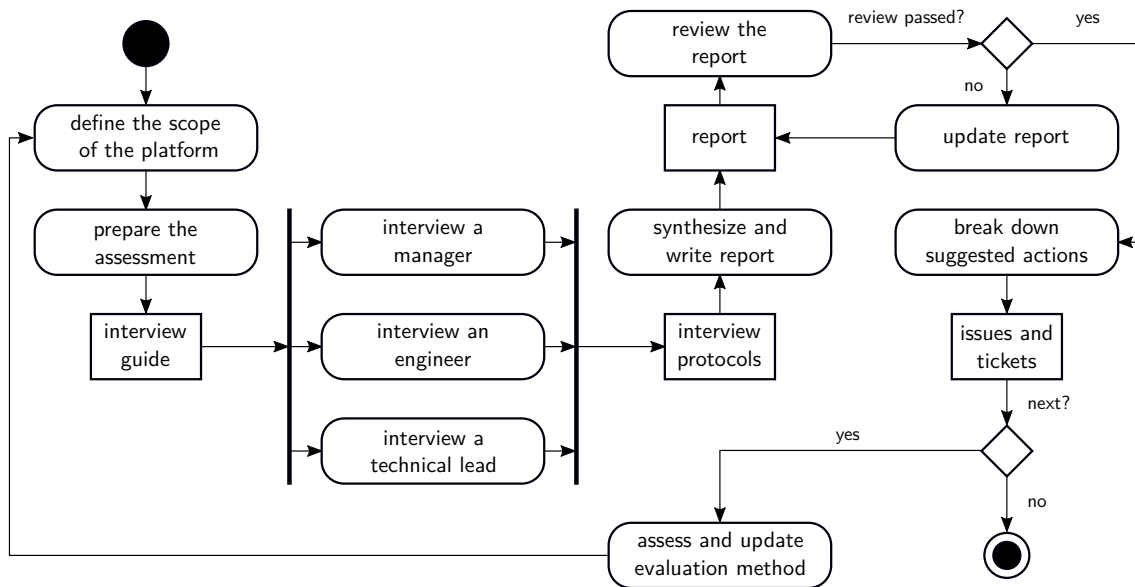 define the scope
of the platform
prepare the
assessment
interview
guide
interview a
manager
interview an
engineer
interview a
technical lead
interview
protocols
synthesize and
write report
report
review the
report
review passed?
yes
no
update report
break down
suggested actions
issues and
tickets
next?
yes
no
assess and update
evaluation method